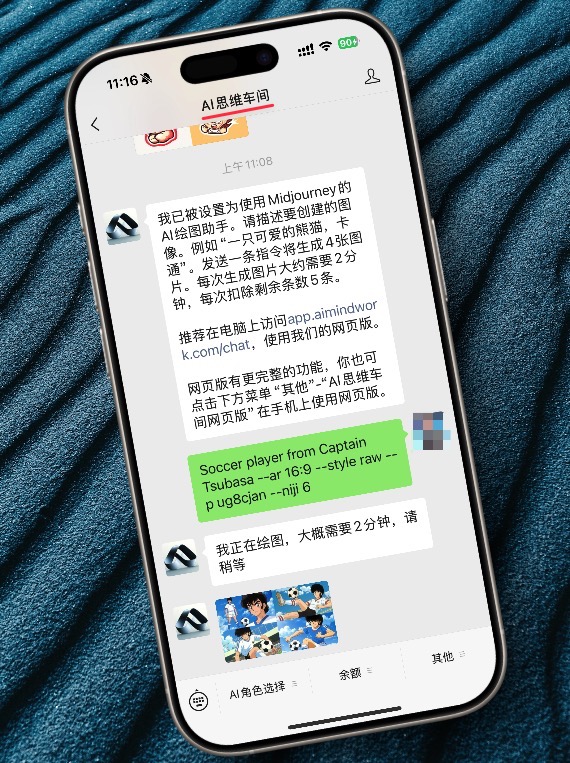 11:16
90
AI思维车间
上午 11:08
我已被设置为使用 Midjourney 的
AI绘图助手。请描述要创建的图
像。例如“一只可爱的熊猫，卡
通”。发送一条指令将生成4张图
片。每次生成图片大约需要2分
钟，每次扣除剩余条数5条。
推荐在电脑上访问app.aimindwor
k.com/chat，使用我们的网页版。
网页版有更完整的功能，你也可
点击下方菜单“其他”-“AI思维车
间网页版”在手机上使用网页版。
Soccer player from Captain
Tsubasa --ar 16:9 --style raw --
p ug8cjan --niji 6
我正在绘图，大概需要2分钟，请
稍等
AI角色选择
余额
其他